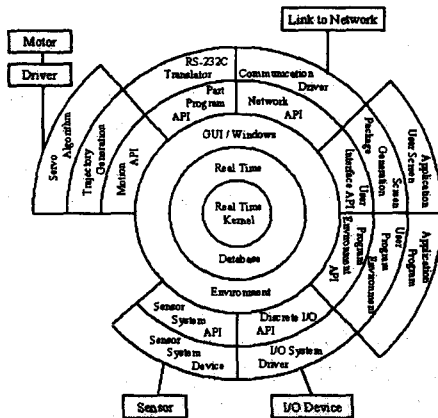 Link to Network
Motor
Driver
RS-232C
Translator
Communication
Driver
Part
Program
API
Network
API
Servo Algorithm
Trajectory
Generation
Motion
API
GUI / Windows
Real Time
Real Time
Kernel
Database
Environment
User
Interface API
Screen
Generation
Package
Application
User Screen
User
Program
Environment
API
User
Program
Environment
Application
User
Program
Sensor
System
API
Discrete I/O
API
Sensor
System
Device
I/O System
Driver
Sensor
I/O Device